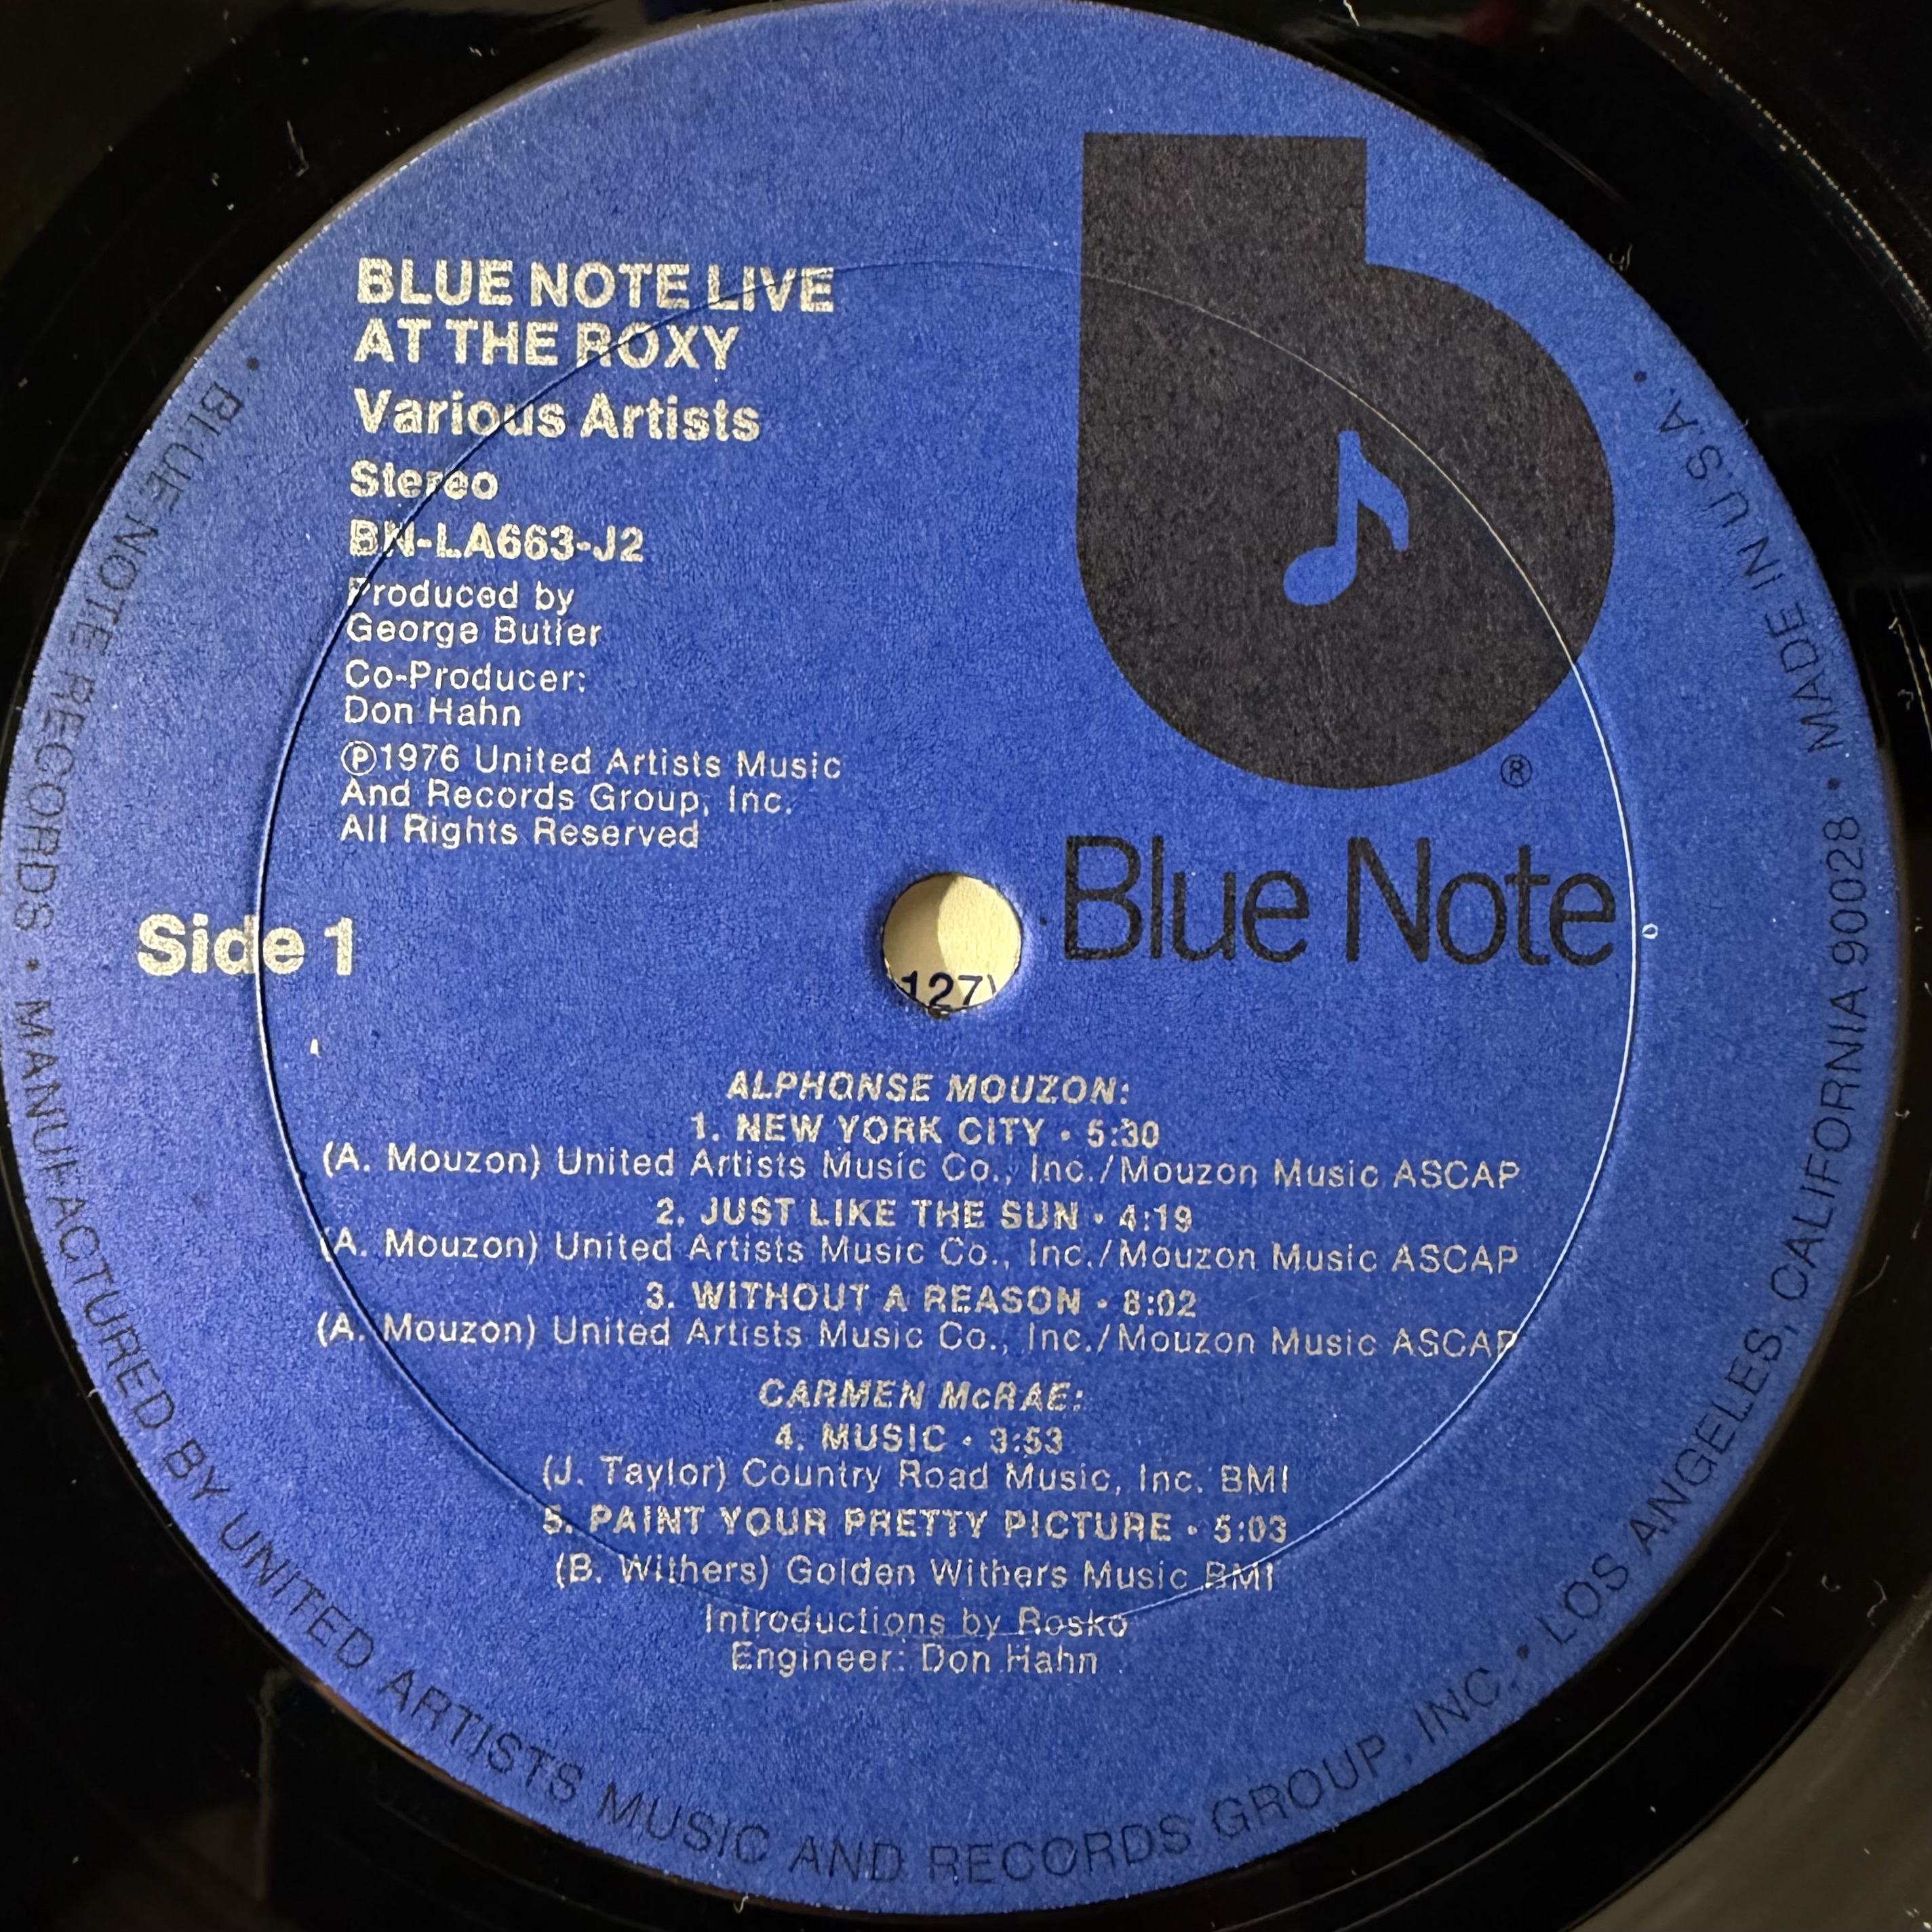 BLUE NOTE LIVE
AT THE ROXY
Various Artists
Stereo
BN-LA663-J2
Produced by
George Butler
Co-Producer:
Don Hahn
℗1976 United Artists Music
And Records Group, Inc.
All Rights Reserved
Side 1
®
Blue Note
127)
ALPHONSE MOUZON:
1. NEW YORK CITY • 5:30
(A. Mouzon) United Artists Music Co., Inc./Mouzon Music ASCAP
2. JUST LIKE THE SUN • 4:19
(A. Mouzon) United Artists Music Co., Inc./Mouzon Music ASCAP
3. WITHOUT A REASON • 8:02
(A. Mouzon) United Artists Music Co., Inc./Mouzon Music ASCAP
CARMEN McRAE:
4. MUSIC • 3:53
(J. Taylor) Country Road Music, Inc. BMI
5. PAINT YOUR PRETTY PICTURE • 5:03
(B. Withers) Golden Withers Music BMI
Introductions by Rosko
Engineer: Don Hahn
• BLUE NOTE RECORDS • MANUFACTURED BY UNITED ARTISTS MUSIC AND RECORDS GROUP, INC. • LOS ANGELES, CALIFORNIA 90028 • MADE IN U.S.A. •